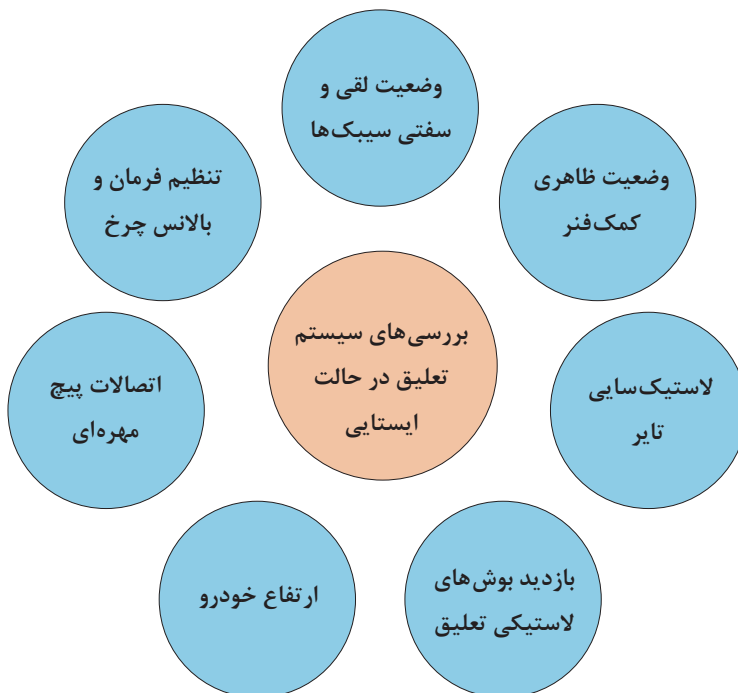 وضعیت لقی و
سفتی سیبک‌ها
وضعیت ظاهری
کمک‌فنر
تنظیم فرمان و
بالانس چرخ
بررسی‌های سیستم
تعلیق در حالت
ایستایی
لاستیک‌سایی
تایر
اتصالات پیچ
مهره‌ای
بازدید بوش‌های
لاستیکی تعلیق
ارتفاع خودرو